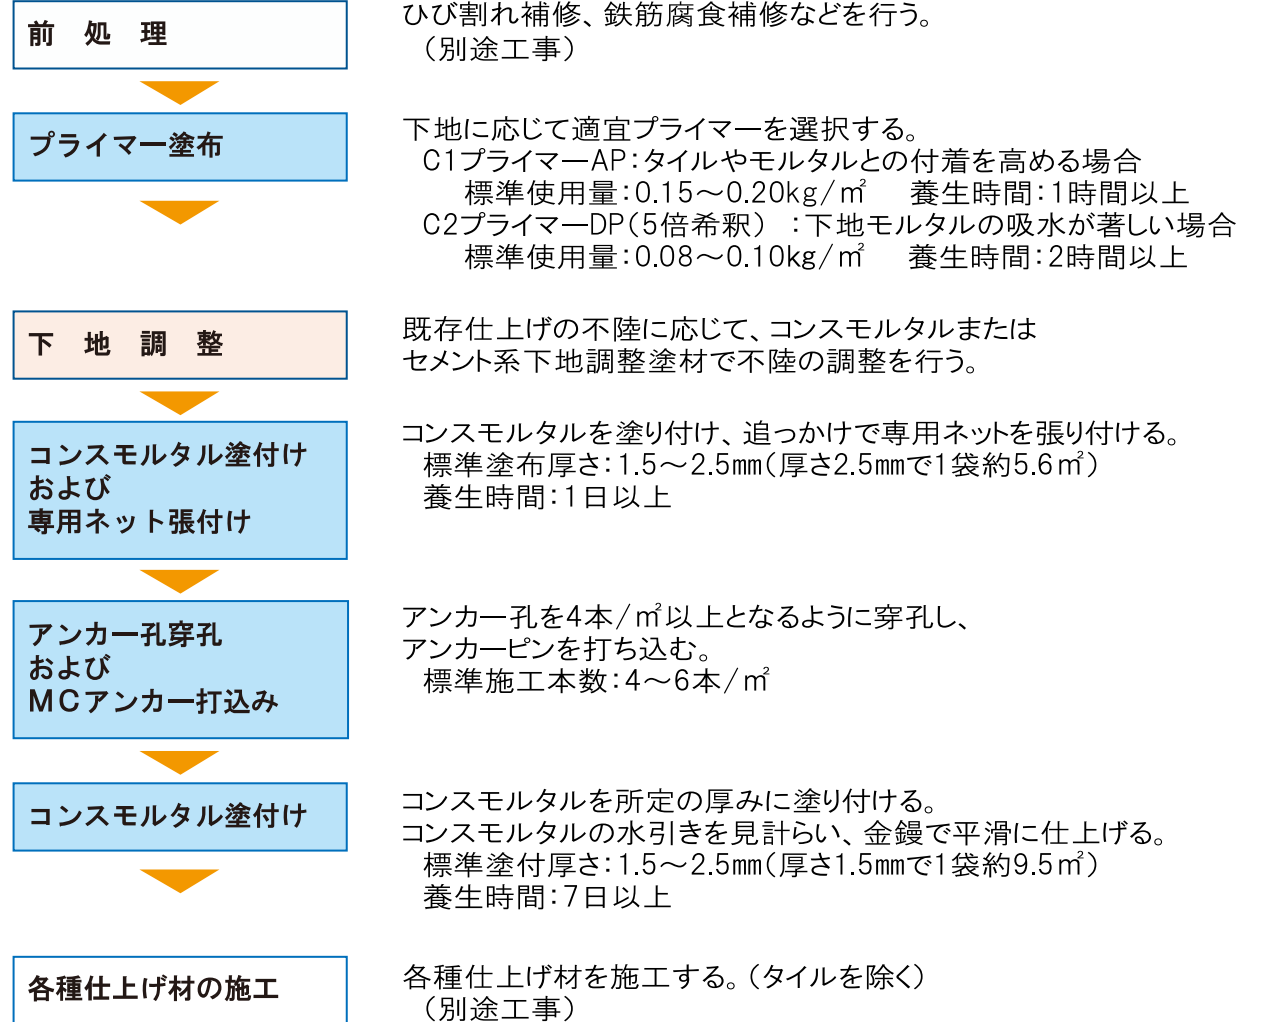 前 処 理
ひび割れ補修、鉄筋腐食補修などを行う。
（別途工事）
プライマー塗布
下地に応じて適宜プライマーを選択する。
C1プライマーAP：タイルやモルタルとの付着を高める場合
標準使用量：0.15～0.20kg/㎡　養生時間：1時間以上
C2プライマーDP（5倍希釈）：下地モルタルの吸水が著しい場合
標準使用量：0.08～0.10kg/㎡　養生時間：2時間以上
下 地 調 整
既存仕上げの不陸に応じて、コンスモルタルまたは
セメント系下地調整塗材で不陸の調整を行う。
コンスモルタル塗付け
および
専用ネット張付け
コンスモルタルを塗り付け、追っかけで専用ネットを張り付ける。
標準塗布厚さ：1.5～2.5㎜（厚さ2.5㎜で1袋約5.6㎡）
養生時間：1日以上
アンカー孔穿孔
および
ＭＣアンカー打込み
アンカー孔を4本/㎡以上となるように穿孔し、
アンカーピンを打ち込む。
標準施工本数：4～6本/㎡
コンスモルタル塗付け
コンスモルタルを所定の厚みに塗り付ける。
コンスモルタルの水引きを見計らい、金鏝で平滑に仕上げる。
標準塗付厚さ：1.5～2.5㎜（厚さ1.5㎜で1袋約9.5㎡）
養生時間：7日以上
各種仕上げ材の施工
各種仕上げ材を施工する。（タイルを除く）
（別途工事）